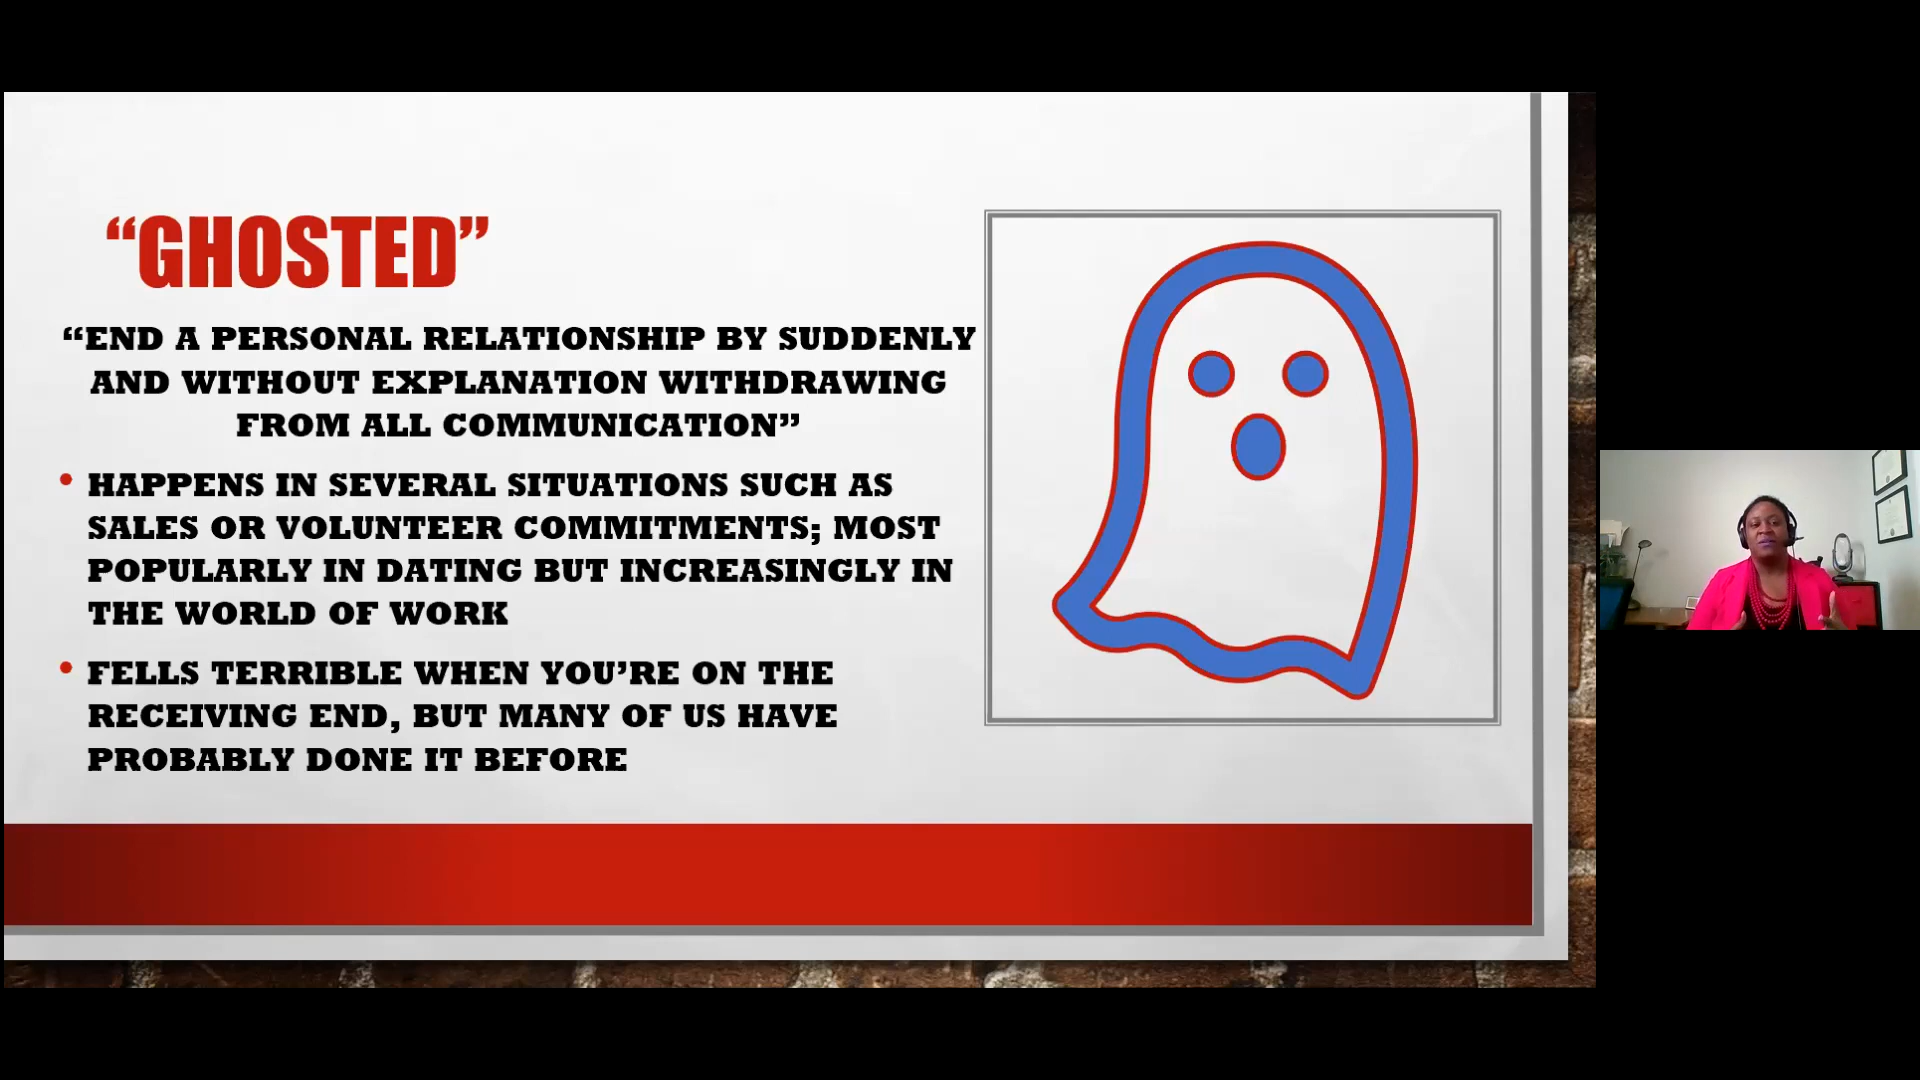 “GHOSTED”
“END A PERSONAL RELATIONSHIP BY SUDDENLY
AND WITHOUT EXPLANATION WITHDRAWING
FROM ALL COMMUNICATION”
• HAPPENS IN SEVERAL SITUATIONS SUCH AS
SALES OR VOLUNTEER COMMITMENTS; MOST
POPULARLY IN DATING BUT INCREASINGLY IN
THE WORLD OF WORK
• FELLS TERRIBLE WHEN YOU’RE ON THE
RECEIVING END, BUT MANY OF US HAVE
PROBABLY DONE IT BEFORE